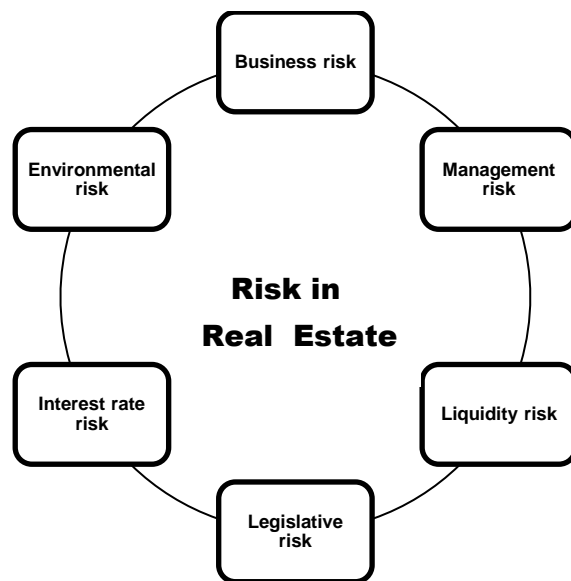 Business risk
Environmental
risk
Management
risk
Risk in
Real Estate
Interest rate
risk
Liquidity risk
Legislative
risk